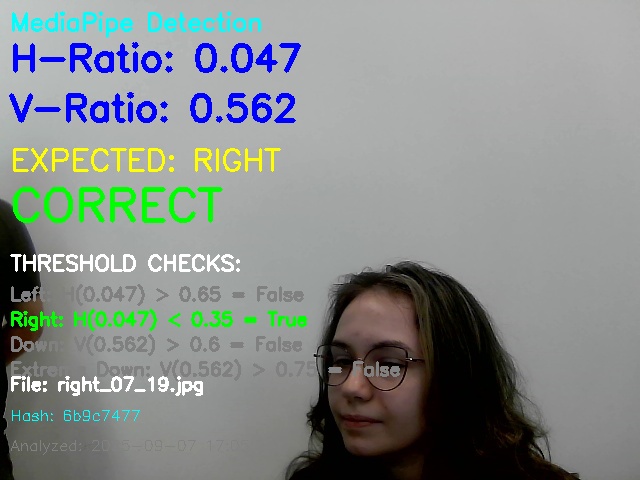 MediaPipe Detection
H-Ratio: 0.047
V-Ratio: 0.562
EXPECTED: RIGHT
CORRECT
THRESHOLD CHECKS:
Left: H(0.047) > 0.65 = False
Right: H(0.047) < 0.35 = True
Down: V(0.562) > 0.6 = False
Down: V(0.562) > 0.75 = False
File: right_07_19.jpg
Hash: 6b9c7477
Analyzed: